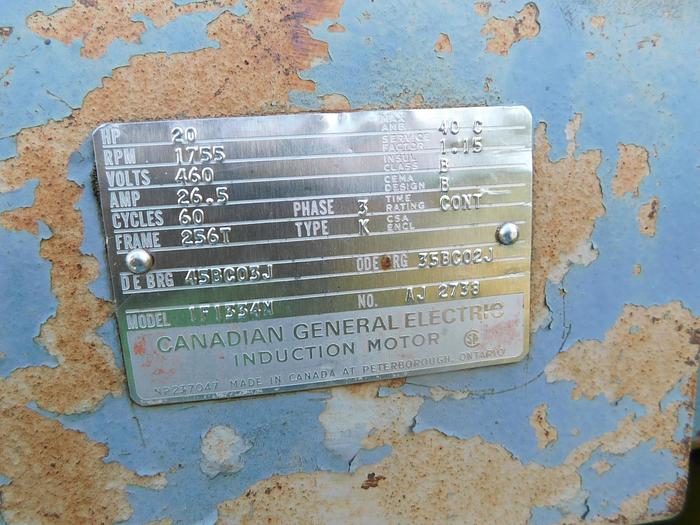 HP 20 MAX AMB 40 C
RPM 1755 SERVICE FACTOR 1.15
VOLTS 460 INSUL CLASS B
AMP 26.5 CEMA DESIGN B
CYCLES 60 PHASE 3 TIME RATING CONT
FRAME 256T TYPE K CSA ENCL
DE BRG 45BC03J ODE BRG 35BC02J
MODEL 1F1334M NO. AJ 2738
CANADIAN GENERAL ELECTRIC
INDUCTION MOTOR
NP237047 MADE IN CANADA AT PETERBOROUGH, ONTARIO